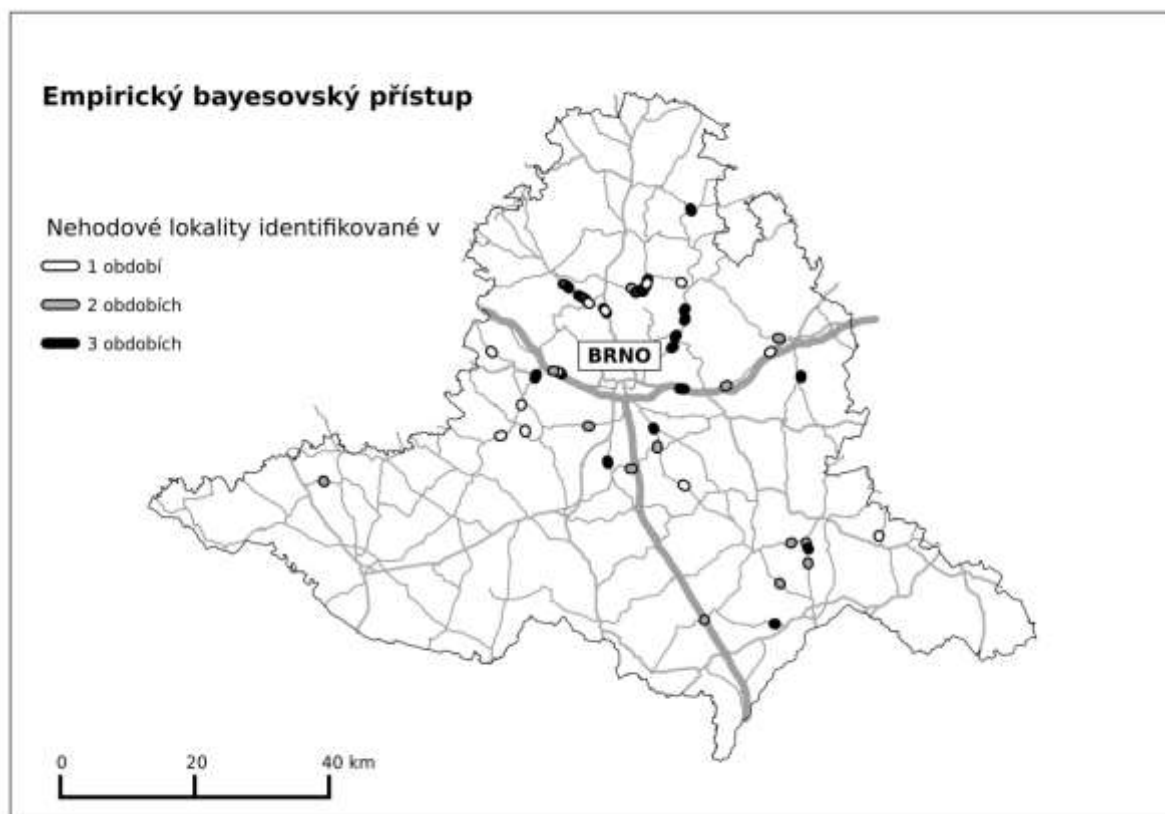 Empirický bayesovský přístup
Nehodové lokality identifikované v
1 období
2 obdobích
3 obdobích
BRNO
0 20 40 km